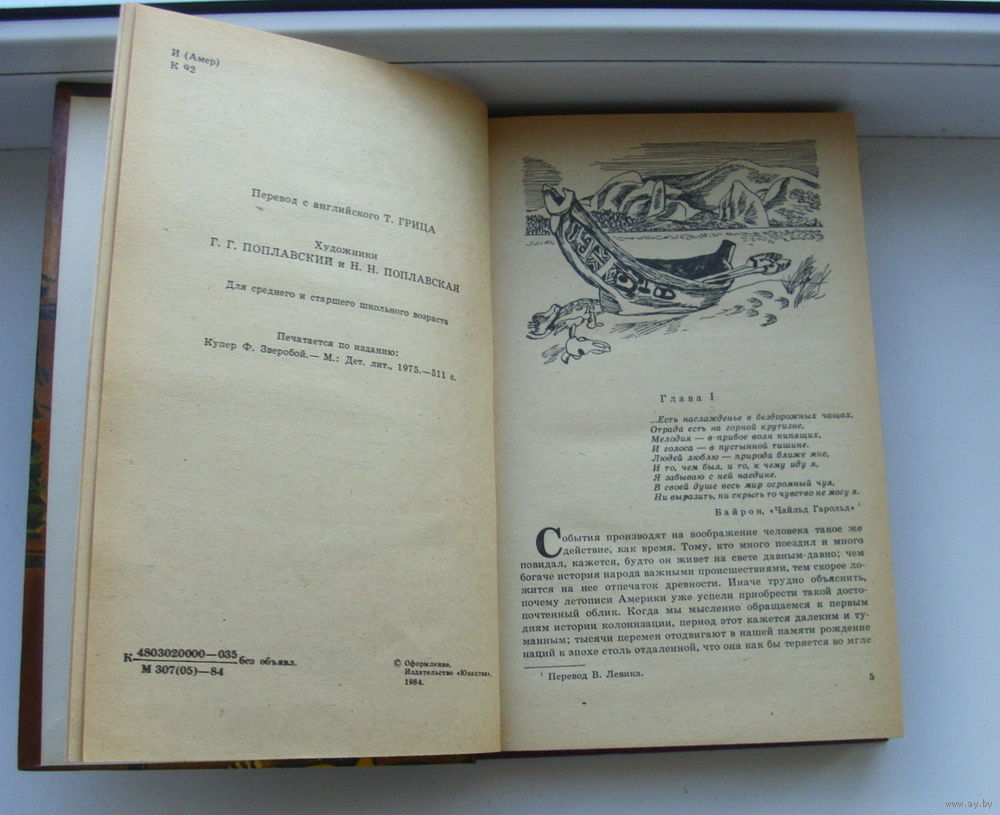 И (Амер)
К 92
Перевод с английского Т. ГРИЦА
Художники
Г. Г. ПОПЛАВСКИЙ и Н. Н. ПОПЛАВСКАЯ
Для среднего и старшего школьного возраста
Печатается по изданию:
Купер Ф. Зверобой.— М.: Дет. лит., 1975.—511 с.
К 4803020000—035 без объявл.
М 307(05)—84
© Оформление.
Издательство «Юнацтва»,
1984.
Глава I
...Есть наслажденье в бездорожных чащах,
Отрада есть на горной крутизне,
Мелодия — в прибое волн кипящих,
И голоса — в пустынной тишине.
Людей люблю — природа ближе мне,
И то, чем был, и то, к чему иду я,
Я забываю с ней наедине.
В своей душе весь мир огромный чуя,
Ни выразить, ни скрыть то чувство не могу я.
Байрон, «Чайльд Гарольд» ¹
События производят на воображение человека такое же
действие, как время. Тому, кто много поездил и много
повидал, кажется, будто он живет на свете давным-давно; чем
богаче история народа важными происшествиями, тем скорее ло-
жится на нее отпечаток древности. Иначе трудно объяснить,
почему летописи Америки уже успели приобрести такой досто-
почтенный облик. Когда мы мысленно обращаемся к первым
дням истории колонизации, период этот кажется далеким и ту-
манным; тысячи перемен отодвигают в нашей памяти рождение
наций к эпохе столь отдаленной, что она как бы теряется во мгле
¹ Перевод В. Левика.
5
www.ay.by